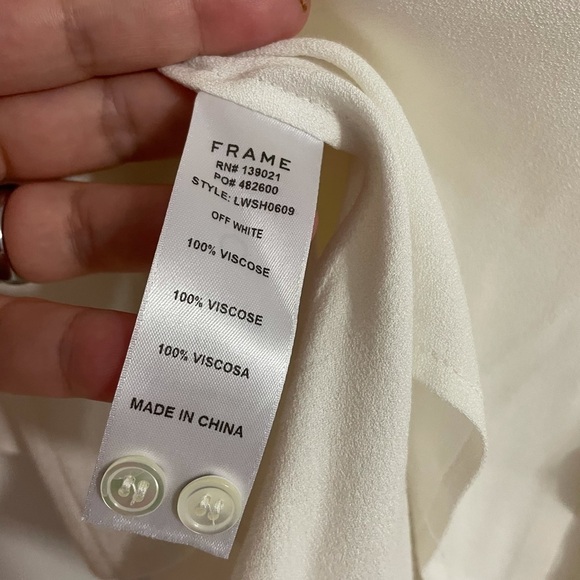 FRAME
RN# 139021
PO# 482600
STYLE: LWSH0609
OFF WHITE
100% VISCOSE
100% VISCOSE
100% VISCOSA
MADE IN CHINA